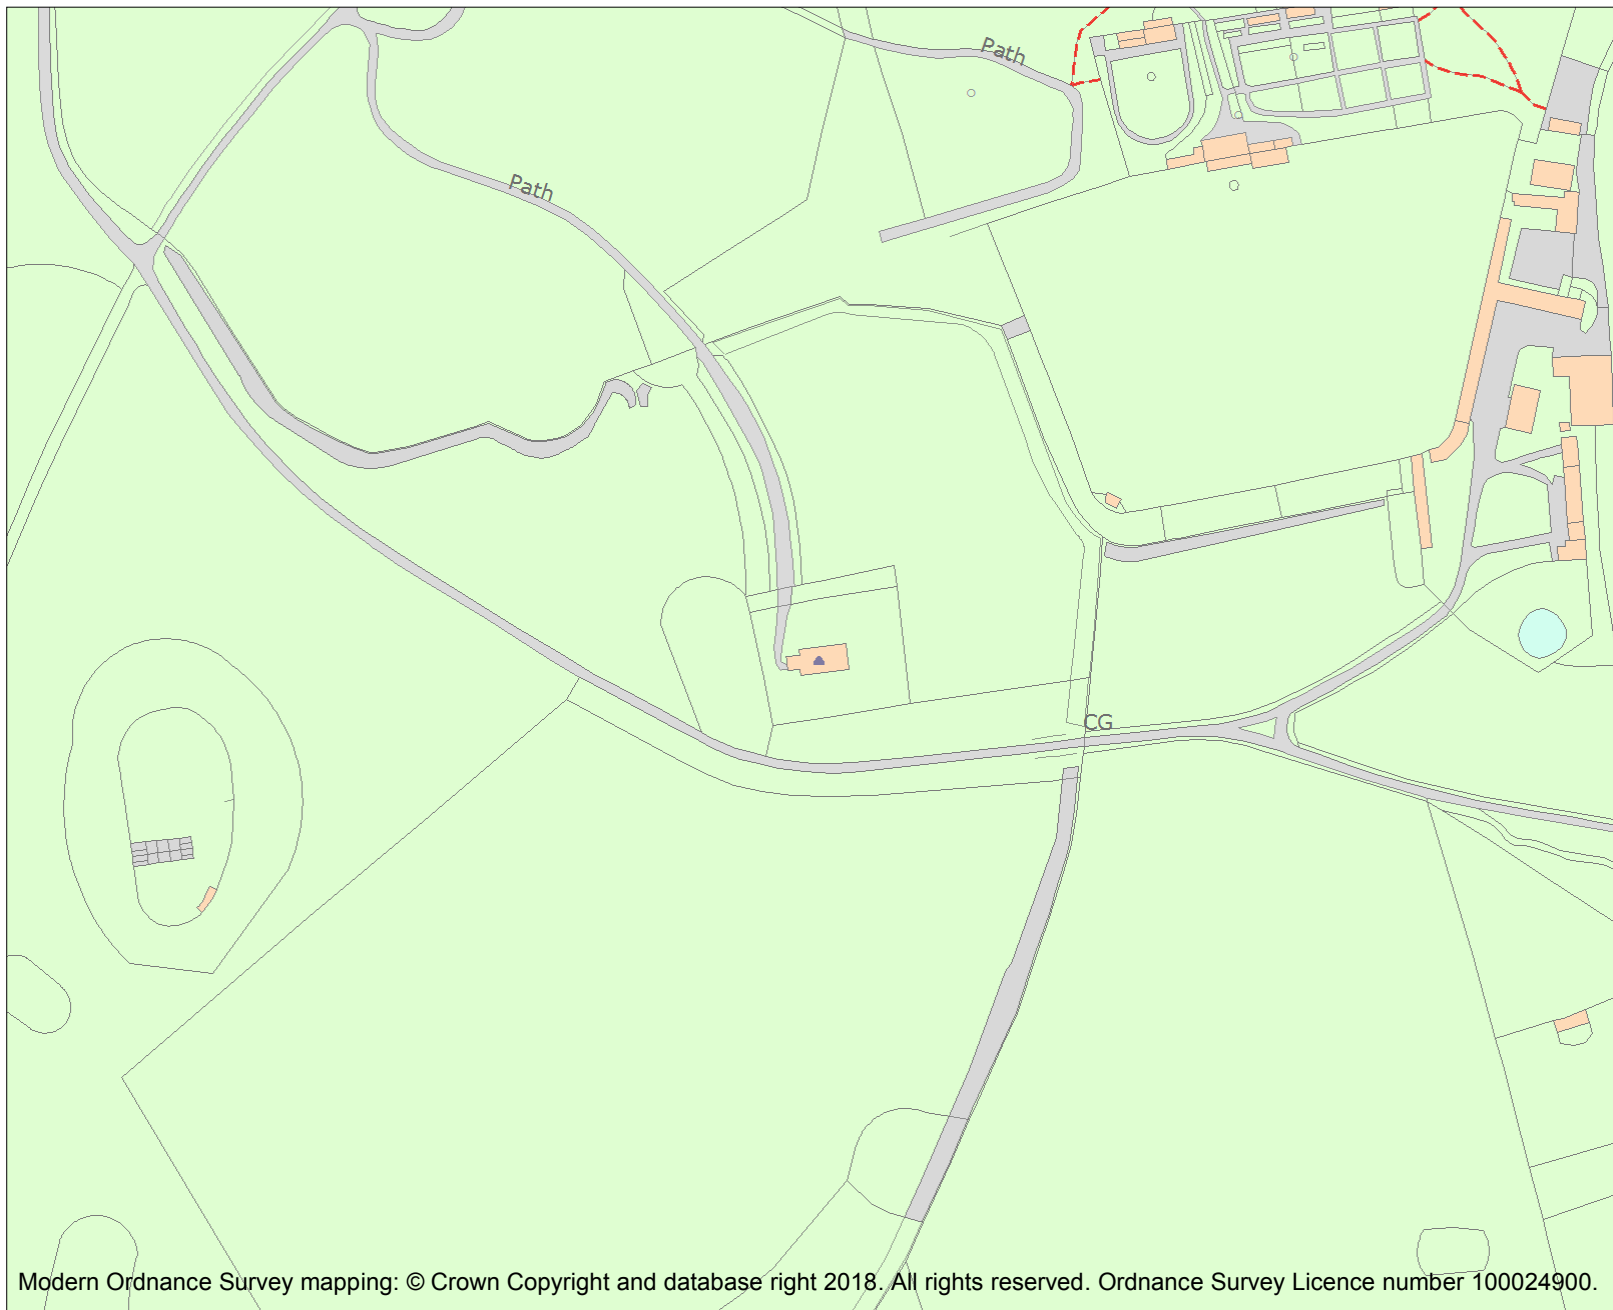 Path
Path
CG
Modern Ordnance Survey mapping: © Crown Copyright and database right 2018. All rights reserved. Ordnance Survey Licence number 100024900.